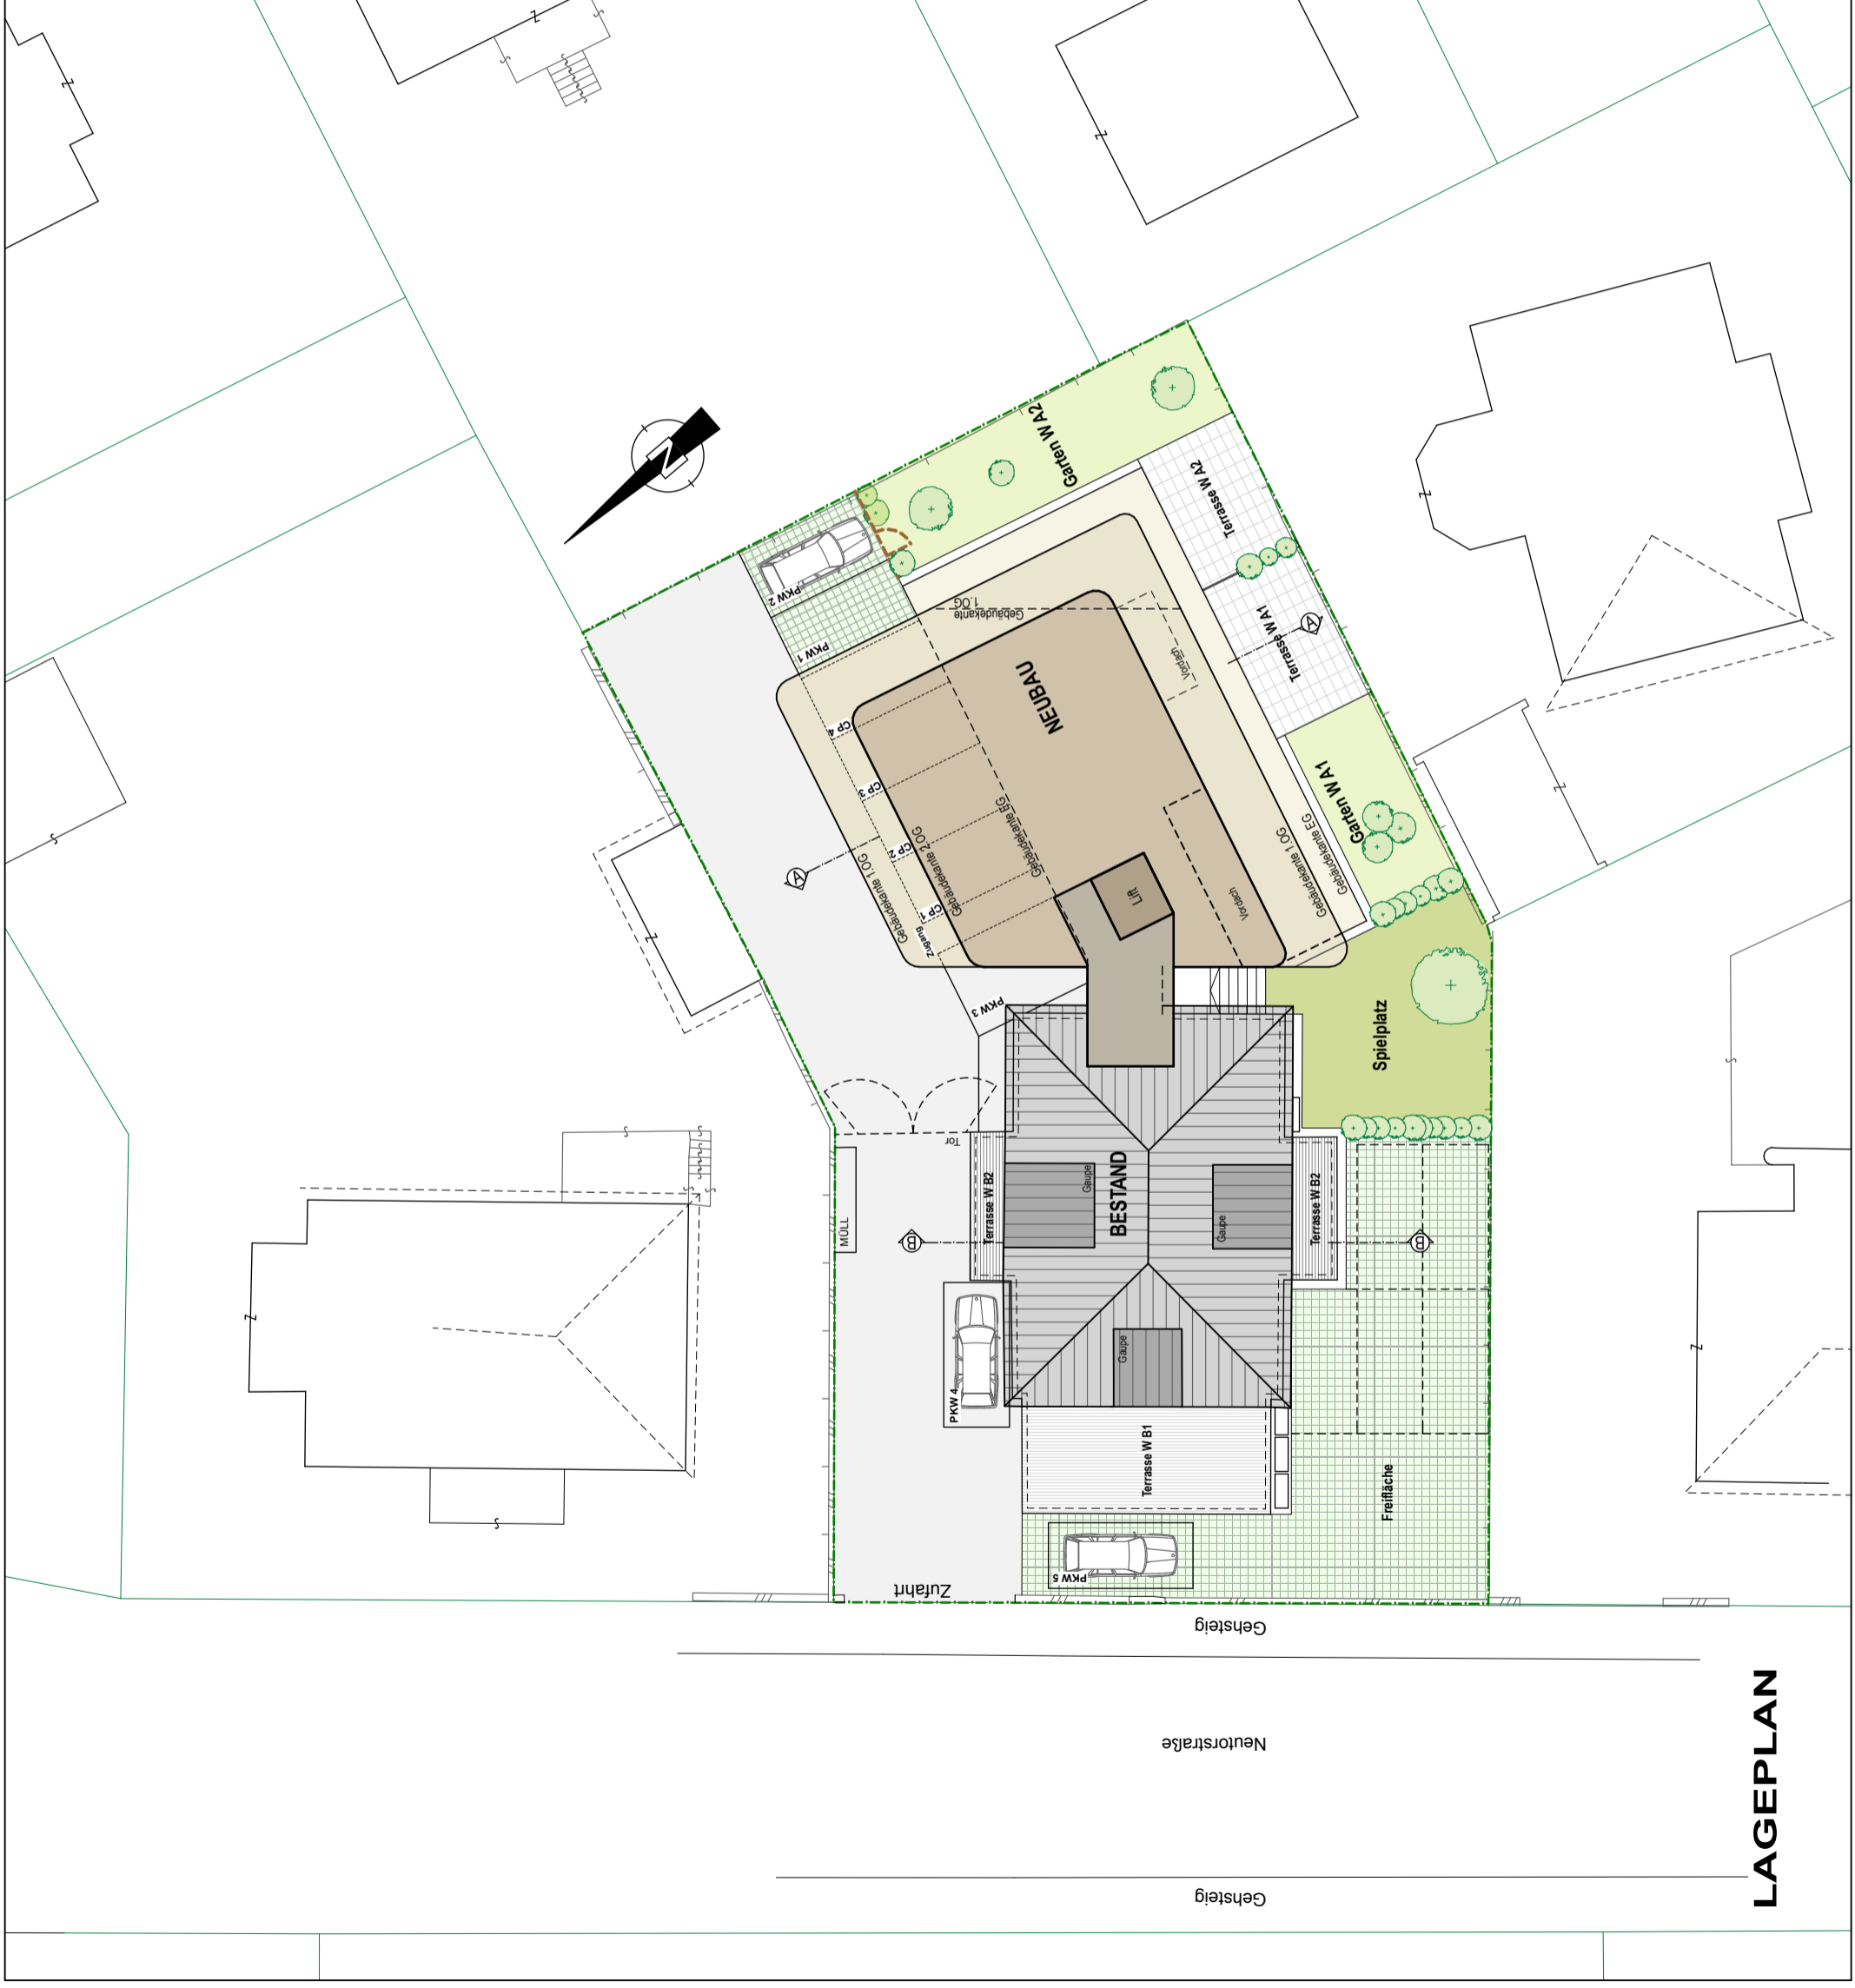 N
Garten W A2
PKW 2
Terrasse W A2
Gebäudekante
1.OG
PKW 1
Terrasse W A1
A
Vordach
NEUBAU
CP 4
CP 3
Garten W A1
CP 2
Gebäudekante EG
Gebäudekante 2.OG
Gebäudekante 1.OG
A
CP 1
Zugang
Lift
Vordach
Gebäudekante 1.OG
Gebäudekante EG
PKW 3
Spielplatz
Tor
MÜLL
Terrasse W B2
Gaupe
BESTAND
Gaupe
Terrasse W B2
B
B
Gaupe
PKW 4
Terrasse W B1
Freifläche
PKW 5
Zufahrt
Gehsteig
Neutorstraße
Gehsteig
LAGEPLAN